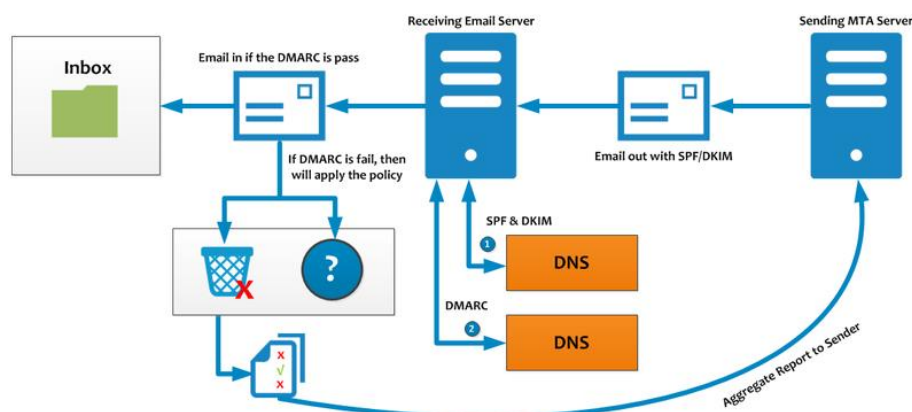 Receiving Email Server
Sending MTA Server
Email in if the DMARC is pass
Inbox
Email out with SPF/DKIM
If DMARC is fail, then
will apply the policy
SPF & DKIM
1
DNS
X
?
DMARC
2
DNS
X
√
X
Aggregate Report to Sender